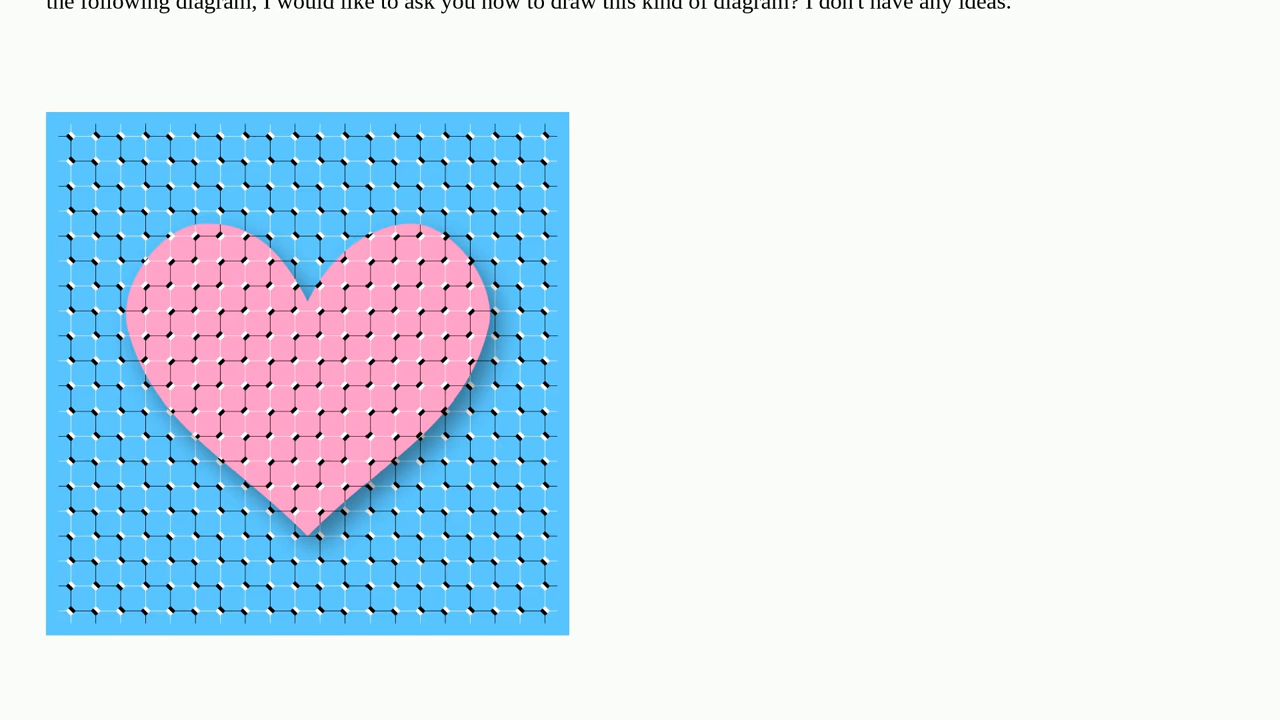 the following diagram, I would like to ask you how to draw this kind of diagram? I don't have any ideas.